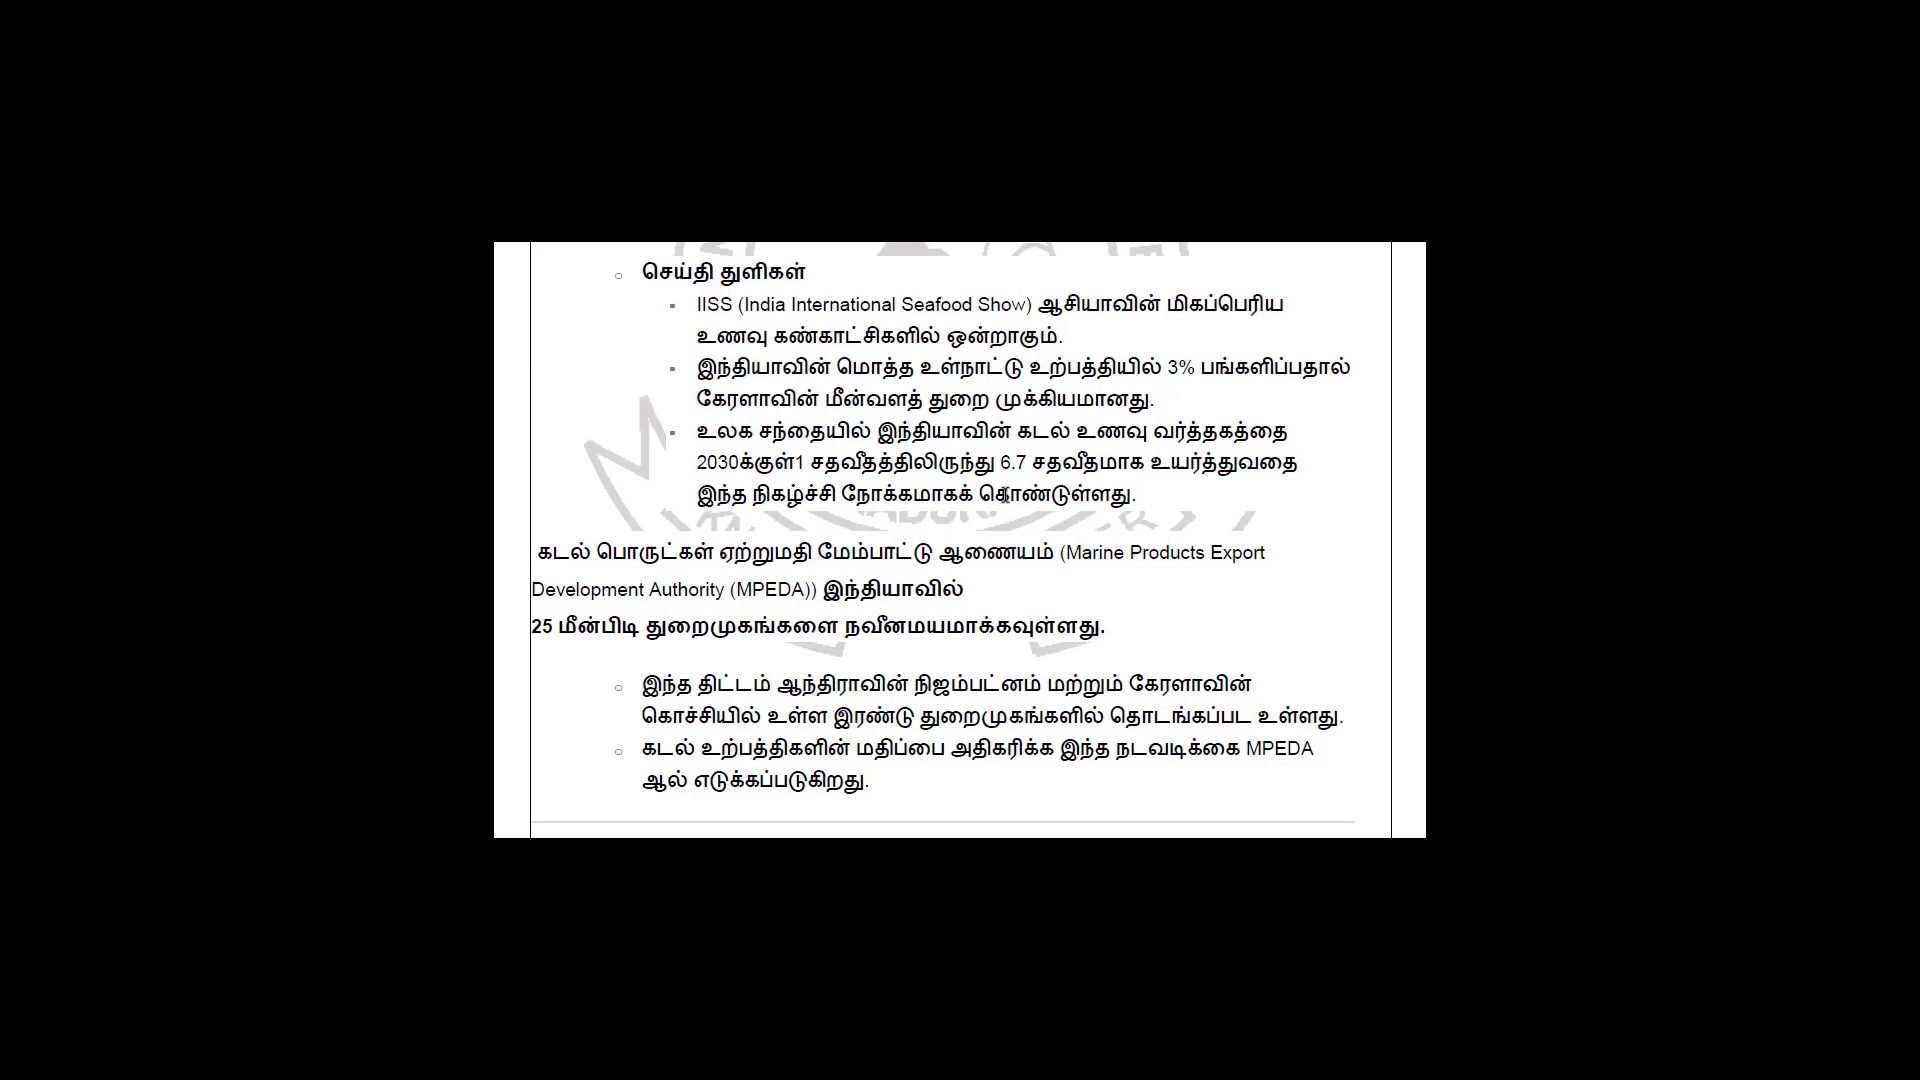 செய்தி துளிகள்
IISS (India International Seafood Show) ஆசியாவின் மிகப்பெரிய
உணவு கண்காட்சிகளில் ஒன்றாகும்.
இந்தியாவின் மொத்த உள்நாட்டு உற்பத்தியில் 3% பங்களிப்பதால்
கேரளாவின் மீன்வளத் துறை முக்கியமானது.
உலக சந்தையில் இந்தியாவின் கடல் உணவு வர்த்தகத்தை
2030க்குள்1 சதவீதத்திலிருந்து 6.7 சதவீதமாக உயர்த்துவதை
இந்த நிகழ்ச்சி நோக்கமாகக் கொண்டுள்ளது.
கடல் பொருட்கள் ஏற்றுமதி மேம்பாட்டு ஆணையம் (Marine Products Export
Development Authority (MPEDA)) இந்தியாவில்
25 மீன்பிடி துறைமுகங்களை நவீனமயமாக்கவுள்ளது.
இந்த திட்டம் ஆந்திராவின் நிஜம்பட்னம் மற்றும் கேரளாவின்
கொச்சியில் உள்ள இரண்டு துறைமுகங்களில் தொடங்கப்பட உள்ளது.
கடல் உற்பத்திகளின் மதிப்பை அதிகரிக்க இந்த நடவடிக்கை MPEDA
ஆல் எடுக்கப்படுகிறது.